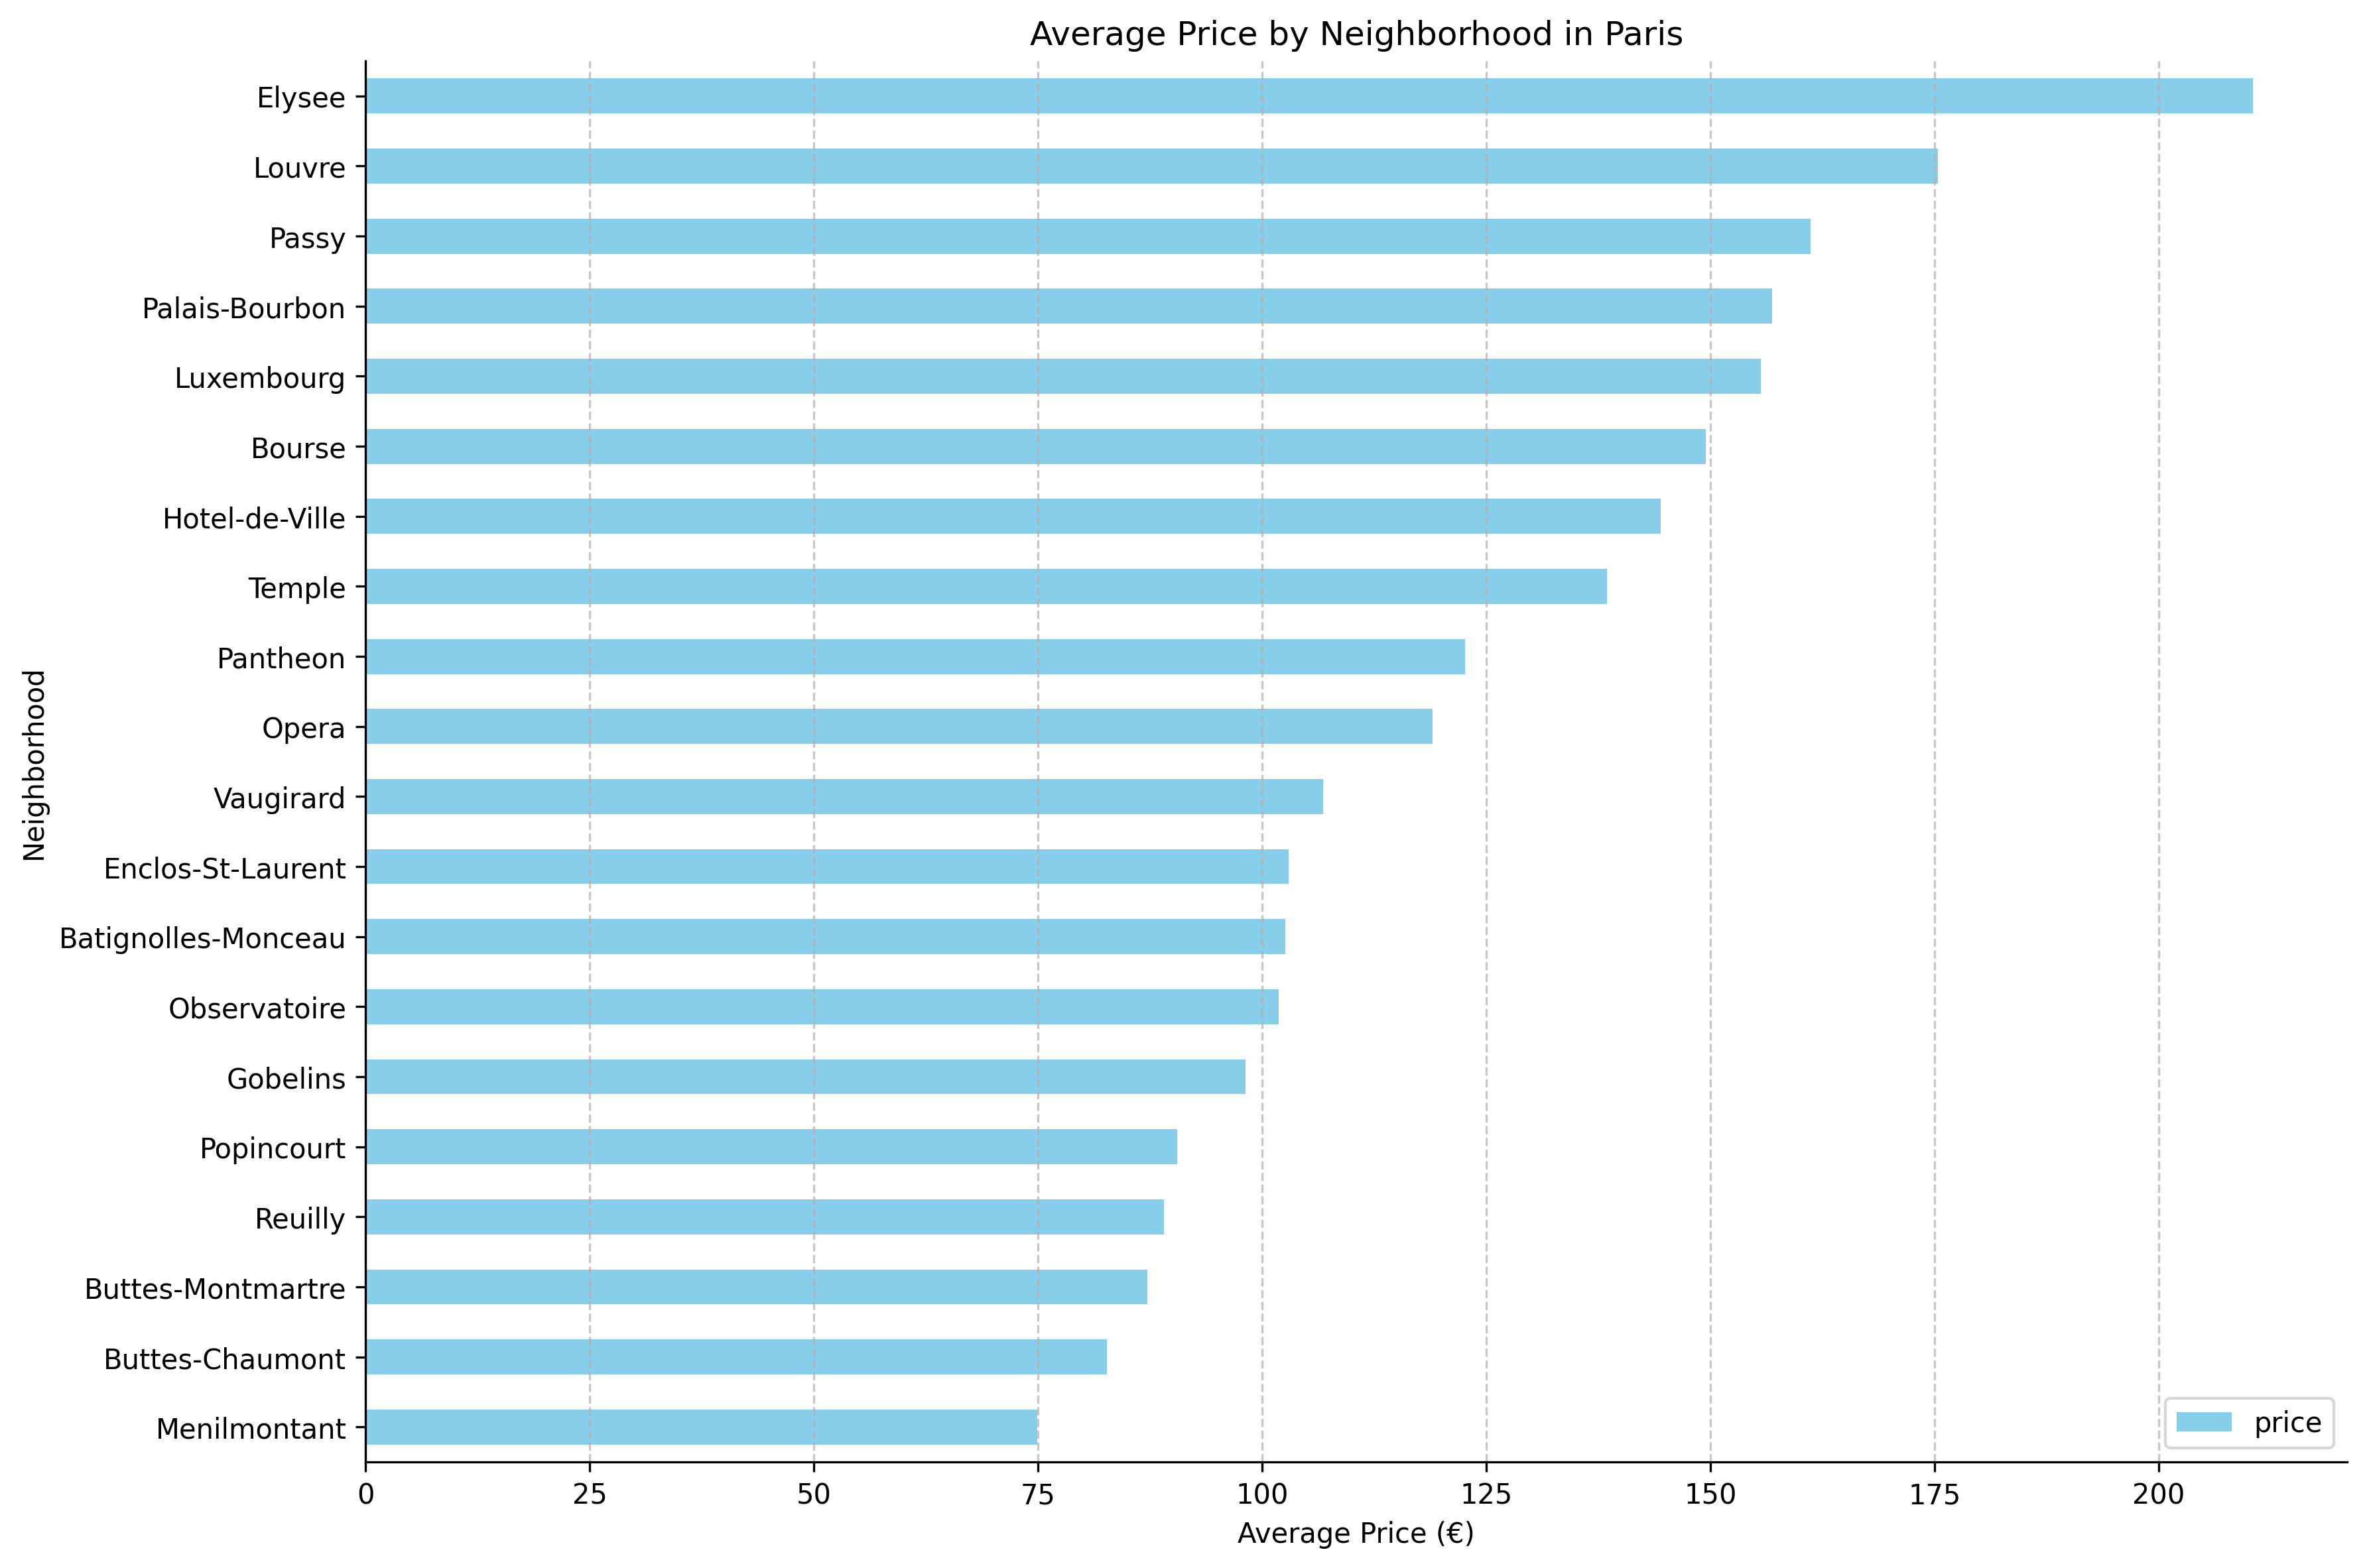 Average Price by Neighborhood in Paris
Neighborhood
Elysee
Louvre
Passy
Palais-Bourbon
Luxembourg
Bourse
Hotel-de-Ville
Temple
Pantheon
Opera
Vaugirard
Enclos-St-Laurent
Batignolles-Monceau
Observatoire
Gobelins
Popincourt
Reuilly
Buttes-Montmartre
Buttes-Chaumont
Menilmontant
price
0 25 50 75 100 125 150 175 200
Average Price (€)